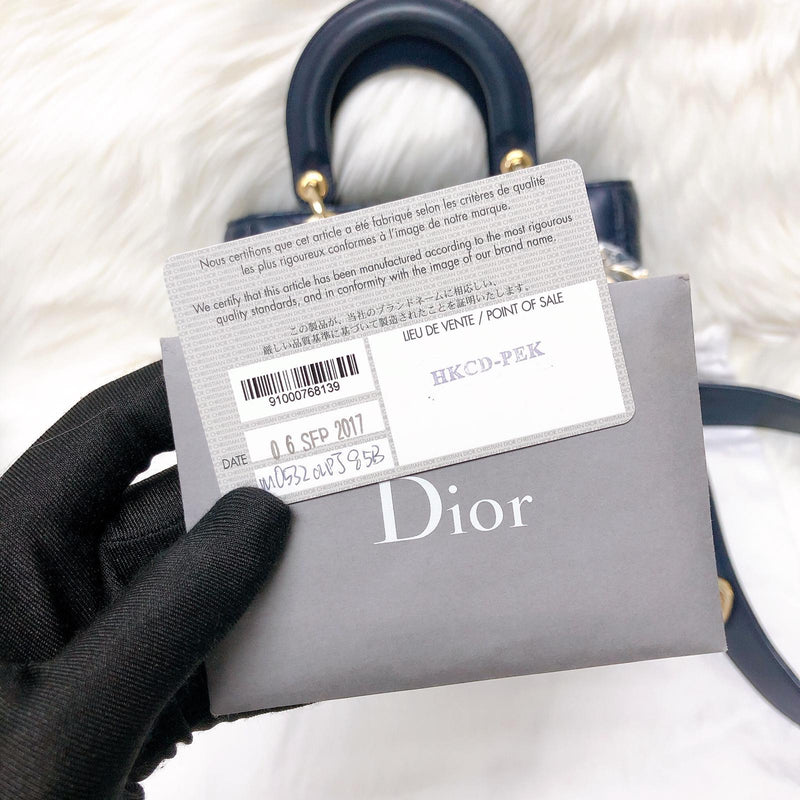 Nous certifions que cet article a été fabriqué selon les critères de qualité
les plus rigoureux conformes à l'image de notre marque.
We certify that this article has been manufactured according to the most rigourous
quality standards, and in conformity with the image of our brand name.
この製品が、当社のブランドネームに相応しい、
厳しい品質基準に基づいて製造されたことを証明いたします。
LIEU DE VENTE / POINT OF SALE
HKCD-PEK
91000768139
DATE 06 SEP 2017
Dior